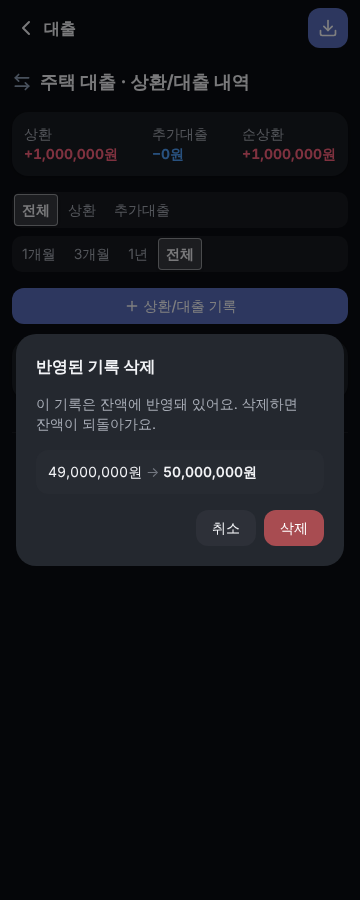 대출
주택 대출 · 상환/대출 내역
상환 추가대출 순상환
+1,000,000원 −0원 +1,000,000원
전체 상환 추가대출
1개월 3개월 1년 전체
+ 상환/대출 기록
반영된 기록 삭제
이 기록은 잔액에 반영돼 있어요. 삭제하면
잔액이 되돌아가요.
49,000,000원 → 50,000,000원
취소 삭제